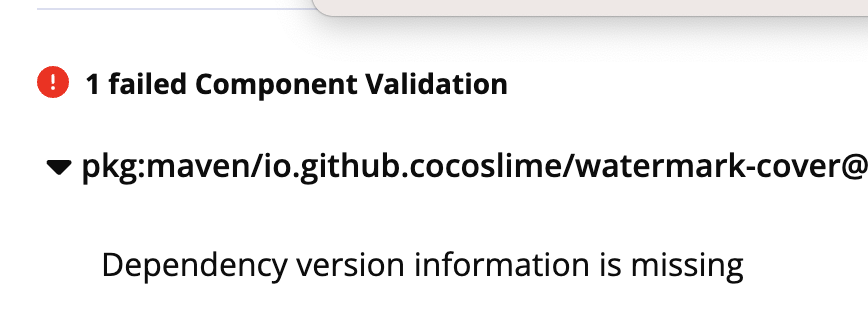 1 failed Component Validation
pkg:maven/io.github.cocoslime/watermark-cover@
Dependency version information is missing